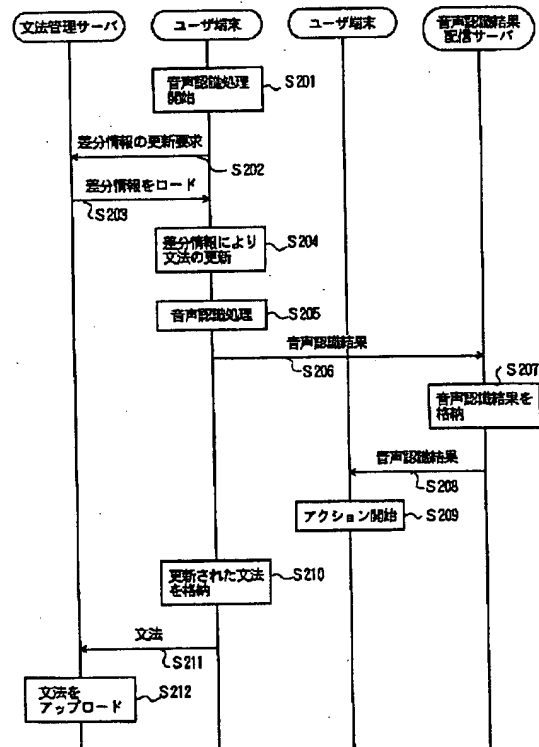 文法管理サーバ
ユーザ端末
ユーザ端末
音声認識結果
配信サーバ
音声認識処理
開始
S201
差分情報の更新要求
S202
差分情報をロード
S203
差分情報により
文法の更新
S204
音声認識処理
S205
音声認識結果
S206
S207
音声認識結果を
格納
音声認識結果
S208
アクション開始
S209
更新された文法
を格納
S210
文法
S211
文法を
アップロード
S212